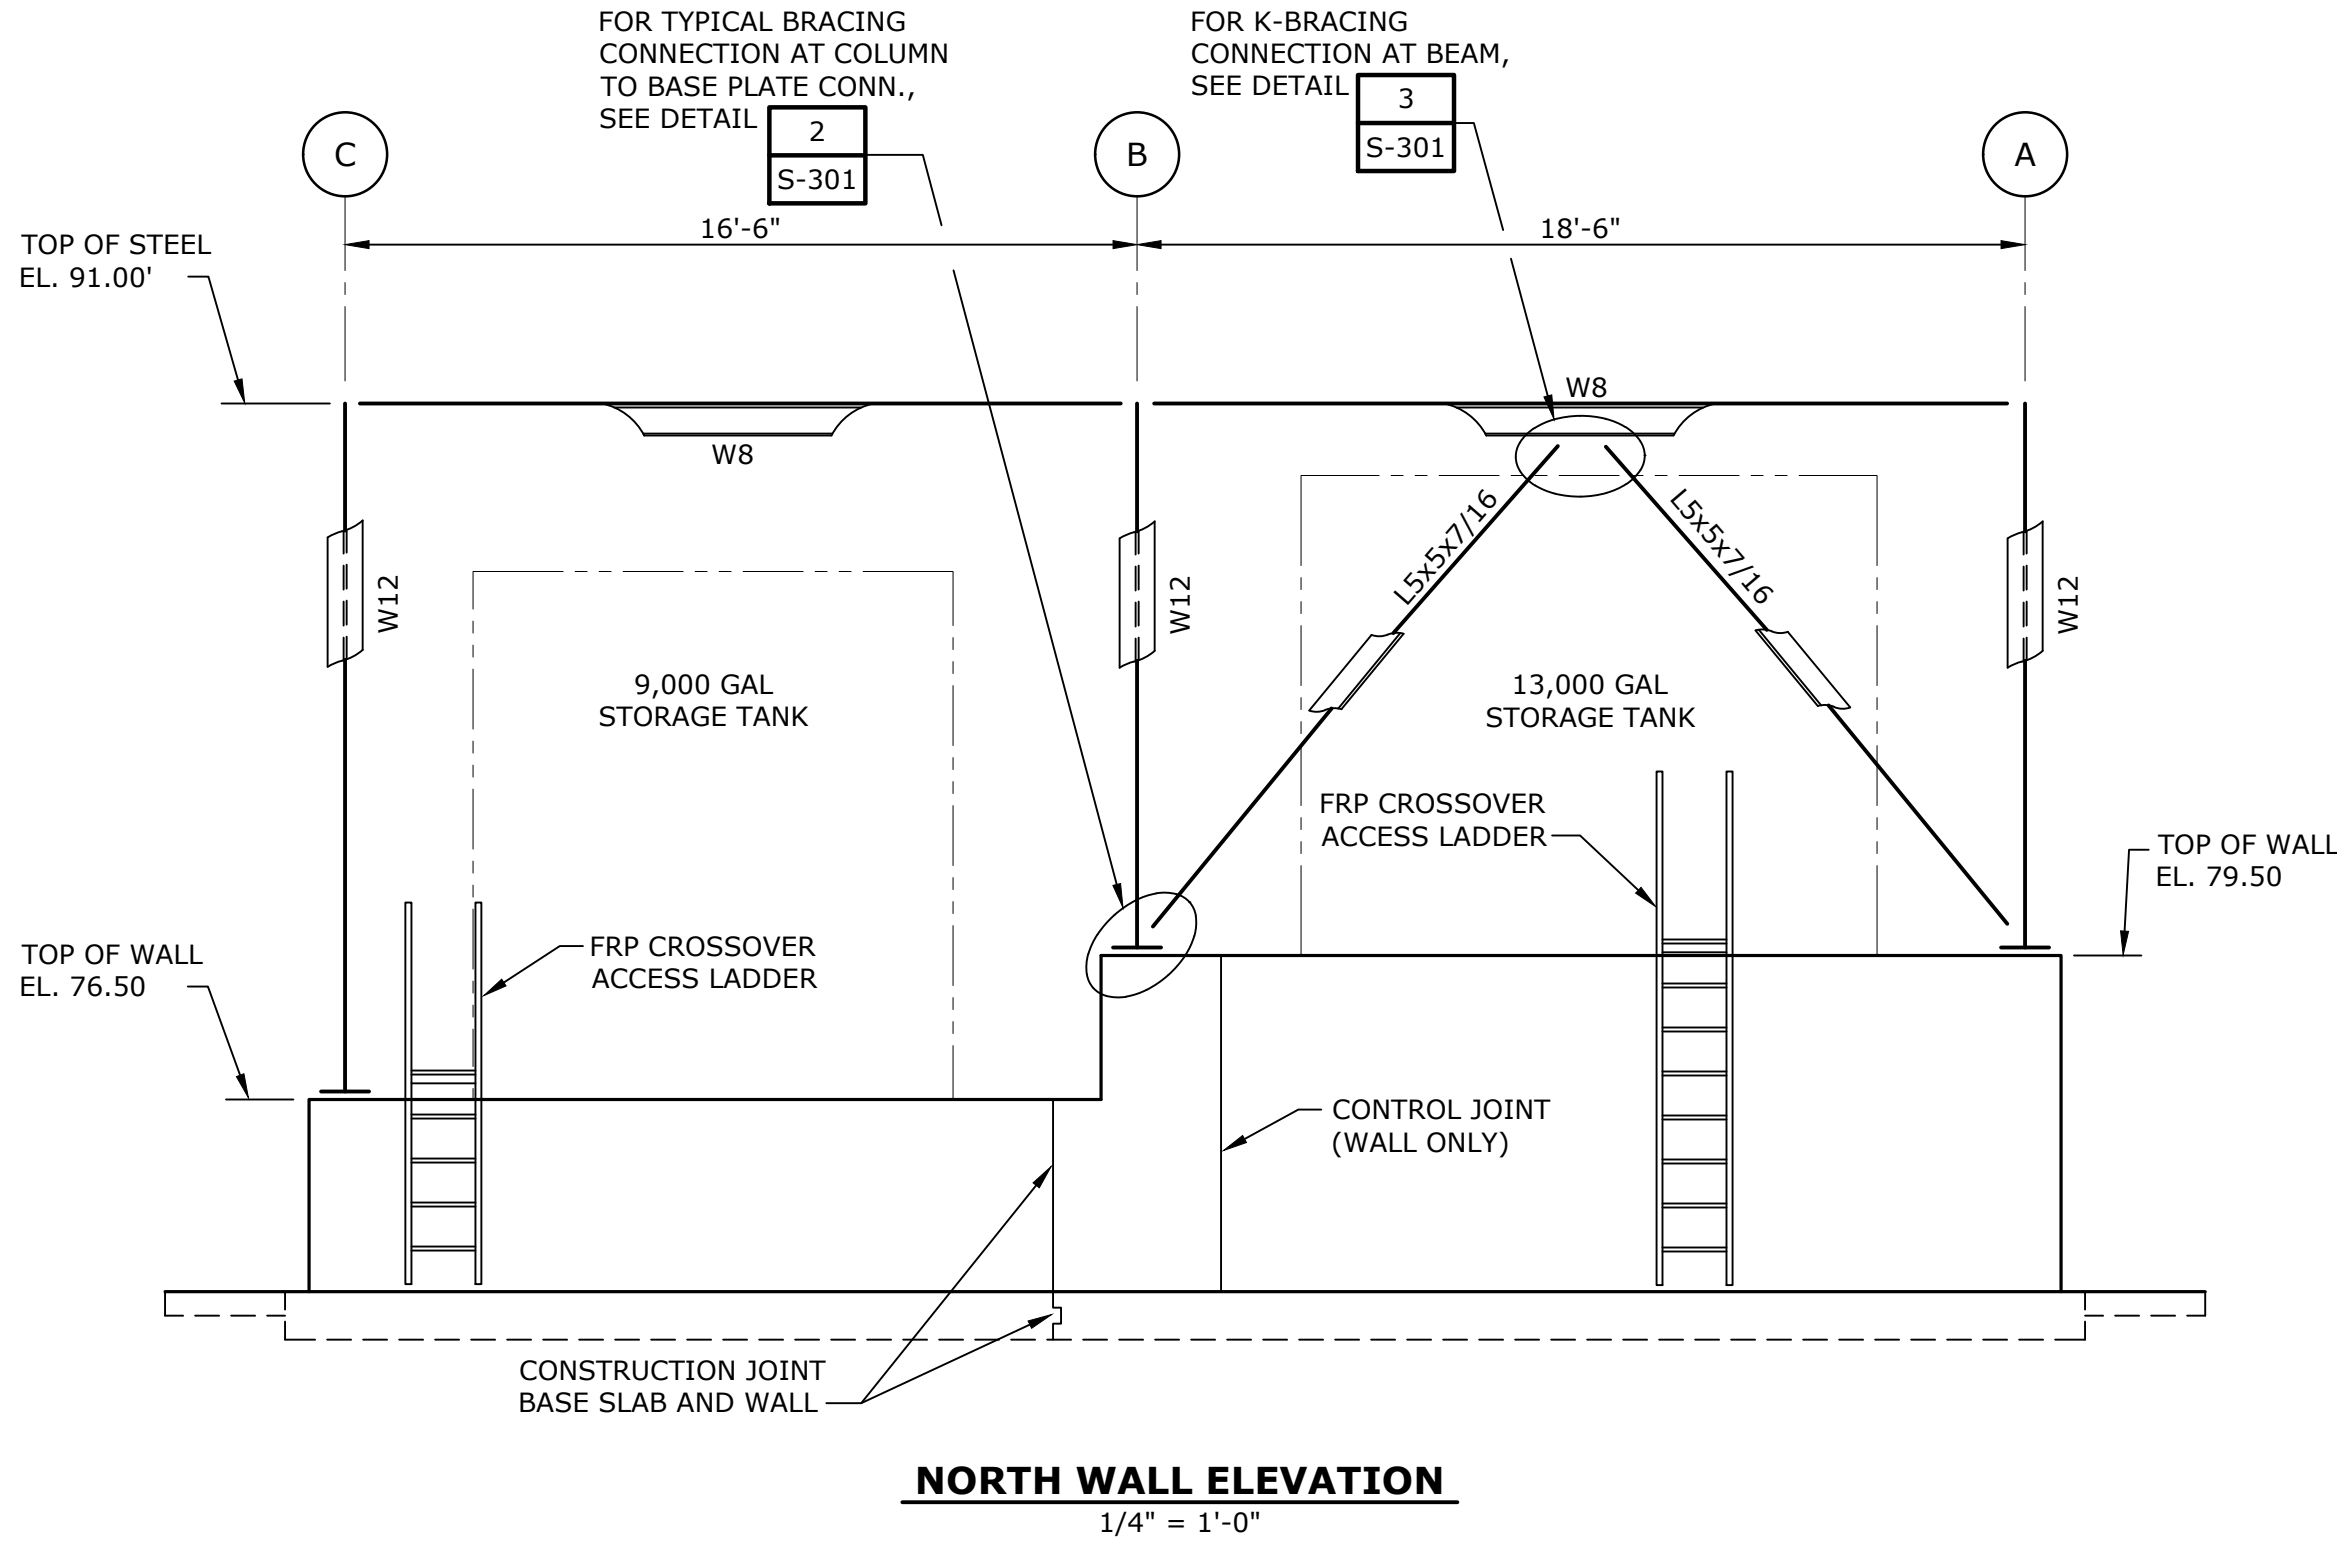 FOR TYPICAL BRACING
CONNECTION AT COLUMN
TO BASE PLATE CONN.,
SEE DETAIL
2
S-301
FOR K-BRACING
CONNECTION AT BEAM,
SEE DETAIL
3
S-301
C
B
A
16'-6"
18'-6"
TOP OF STEEL
EL. 91.00'
W8
W8
L5x5x7/16
L5x5x7/16
W12
W12
W12
9,000 GAL
STORAGE TANK
13,000 GAL
STORAGE TANK
FRP CROSSOVER
ACCESS LADDER
TOP OF WALL
EL. 79.50
FRP CROSSOVER
ACCESS LADDER
TOP OF WALL
EL. 76.50
CONTROL JOINT
(WALL ONLY)
CONSTRUCTION JOINT
BASE SLAB AND WALL
NORTH WALL ELEVATION
1/4" = 1'-0"